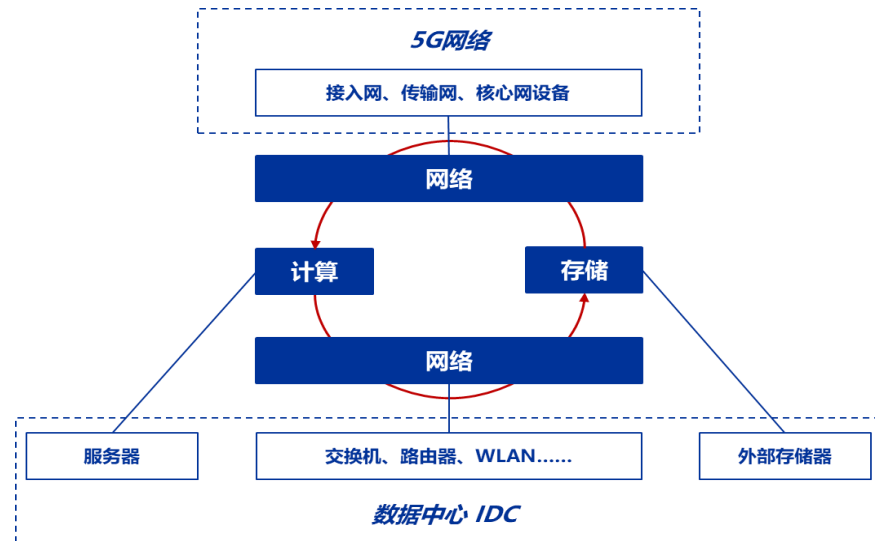 5G网络
接入网、传输网、核心网设备
网络
计算
存储
网络
服务器
交换机、路由器、WLAN……
外部存储器
数据中心 IDC